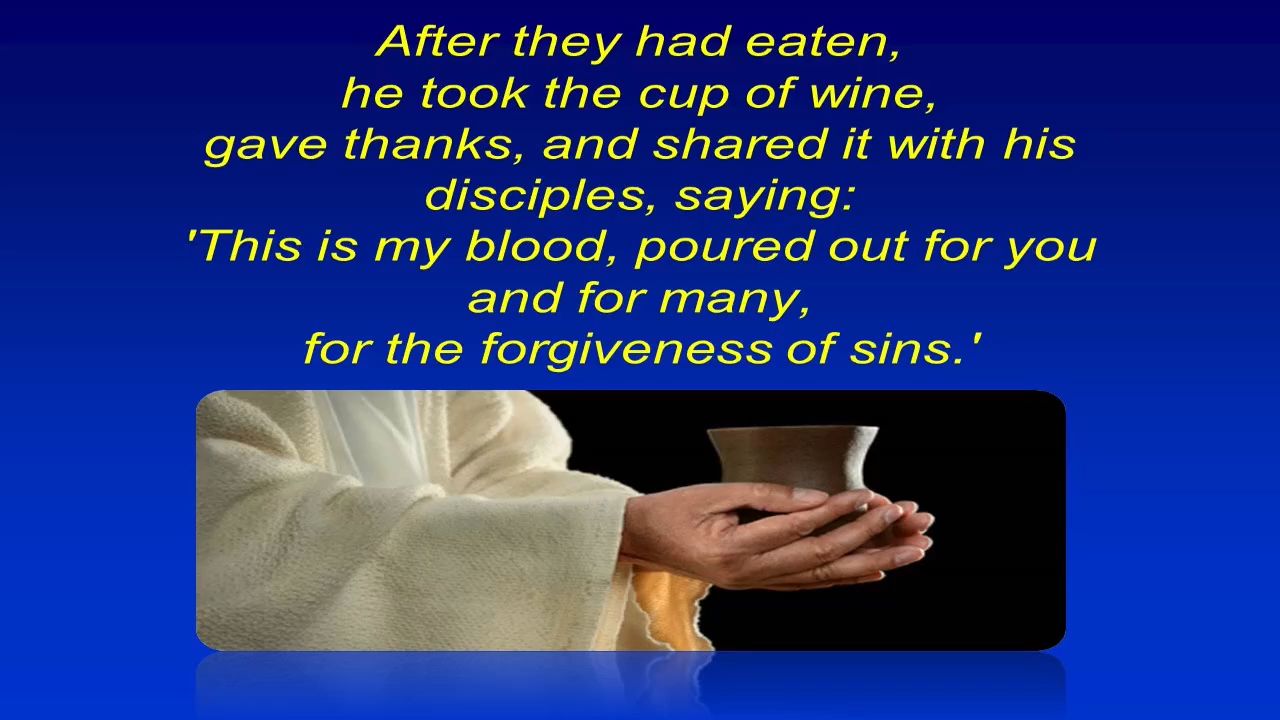 After they had eaten,
he took the cup of wine,
gave thanks, and shared it with his
disciples, saying:
'This is my blood, poured out for you
and for many,
for the forgiveness of sins.'